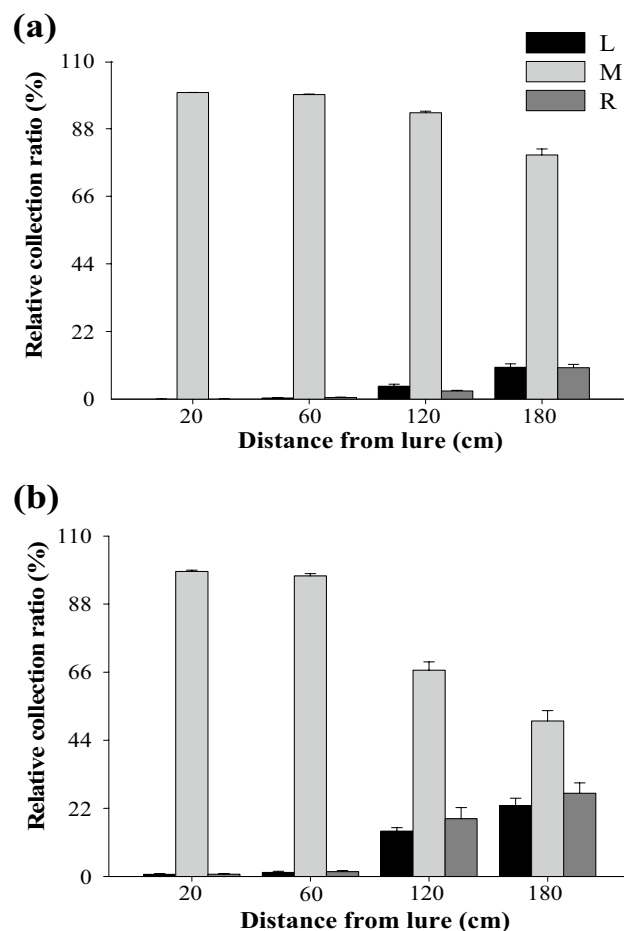 (a)
L
M
R
Relative collection ratio (%)
110
88
66
44
22
0
20 60 120 180
Distance from lure (cm)
(b)
Relative collection ratio (%)
110
88
66
44
22
0
20 60 120 180
Distance from lure (cm)